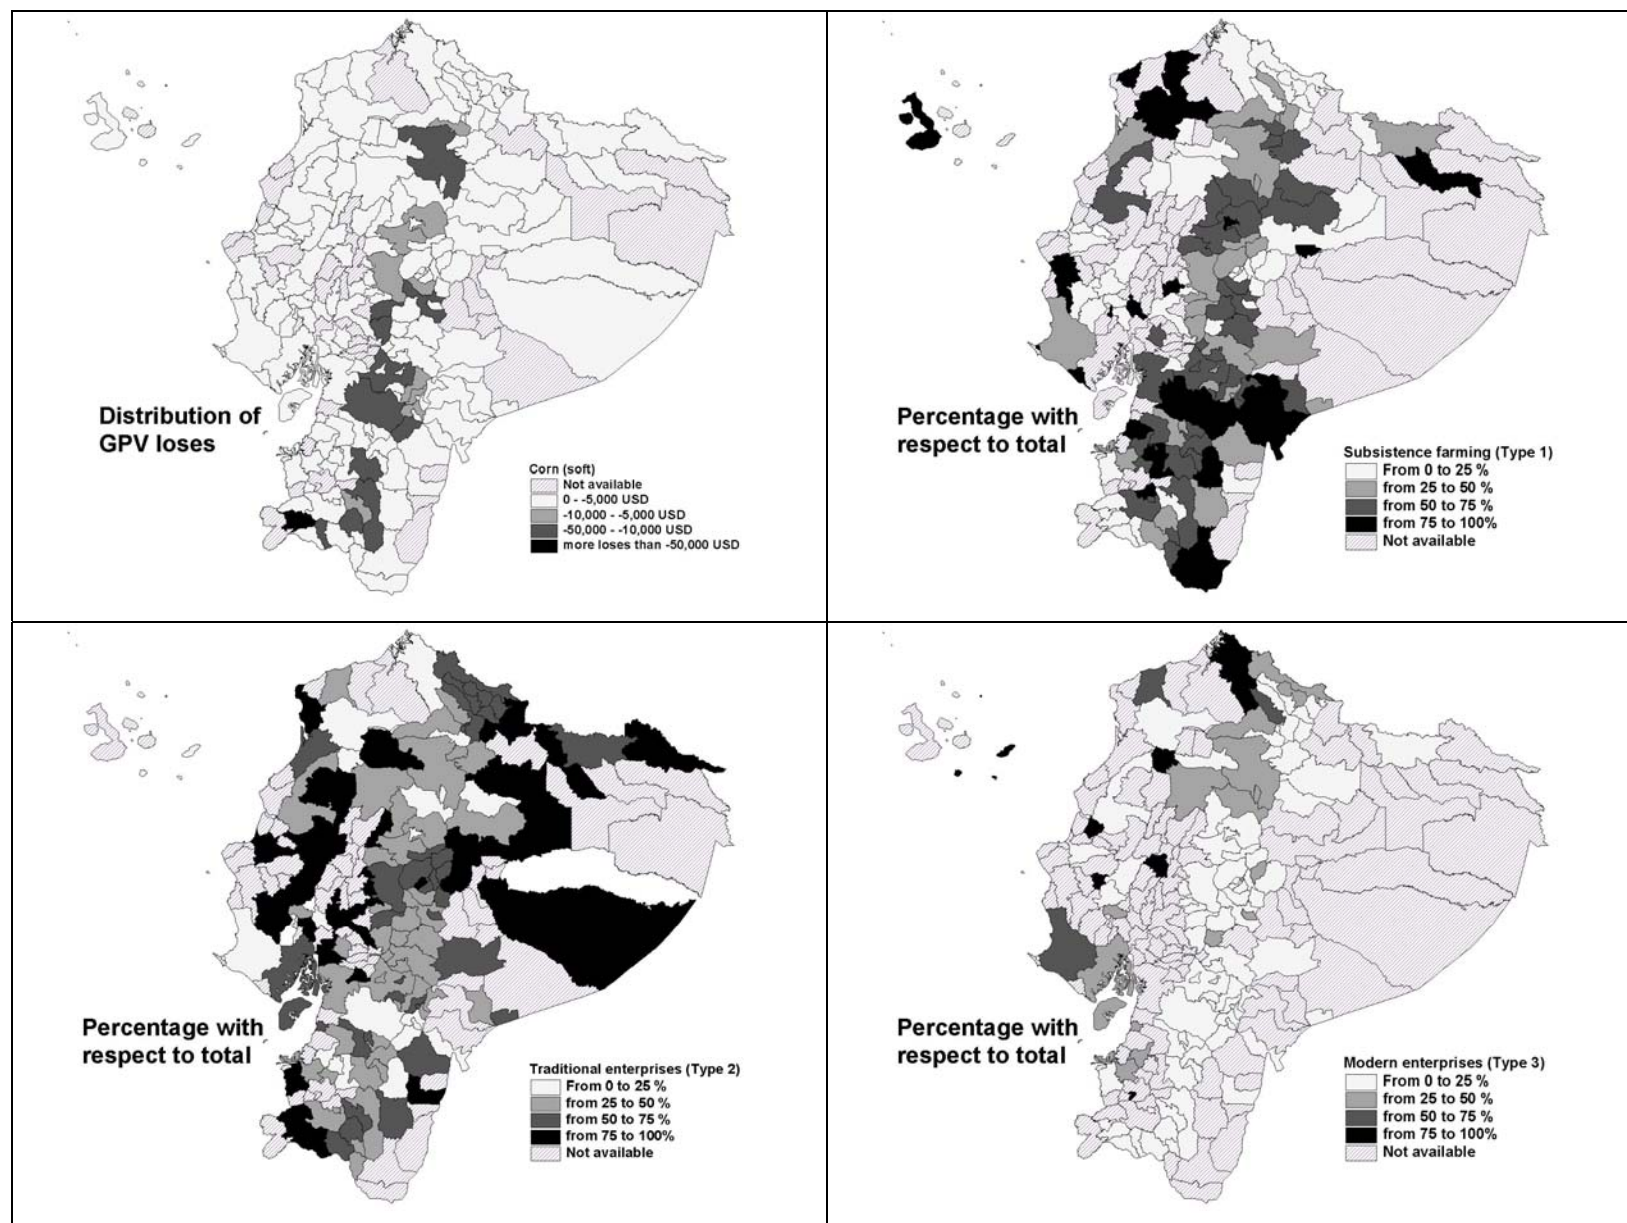 Distribution of
GPV loses
Corn (soft)
Not available
0 - -5,000 USD
-10,000 - -5,000 USD
-50,000 - -10,000 USD
more loses than -50,000 USD
Percentage with
respect to total
Subsistence farming (Type 1)
From 0 to 25 %
from 25 to 50 %
from 50 to 75 %
from 75 to 100%
Not available
Percentage with
respect to total
Traditional enterprises (Type 2)
From 0 to 25 %
from 25 to 50 %
from 50 to 75 %
from 75 to 100%
Not available
Percentage with
respect to total
Modern enterprises (Type 3)
From 0 to 25 %
from 25 to 50 %
from 50 to 75 %
from 75 to 100%
Not available